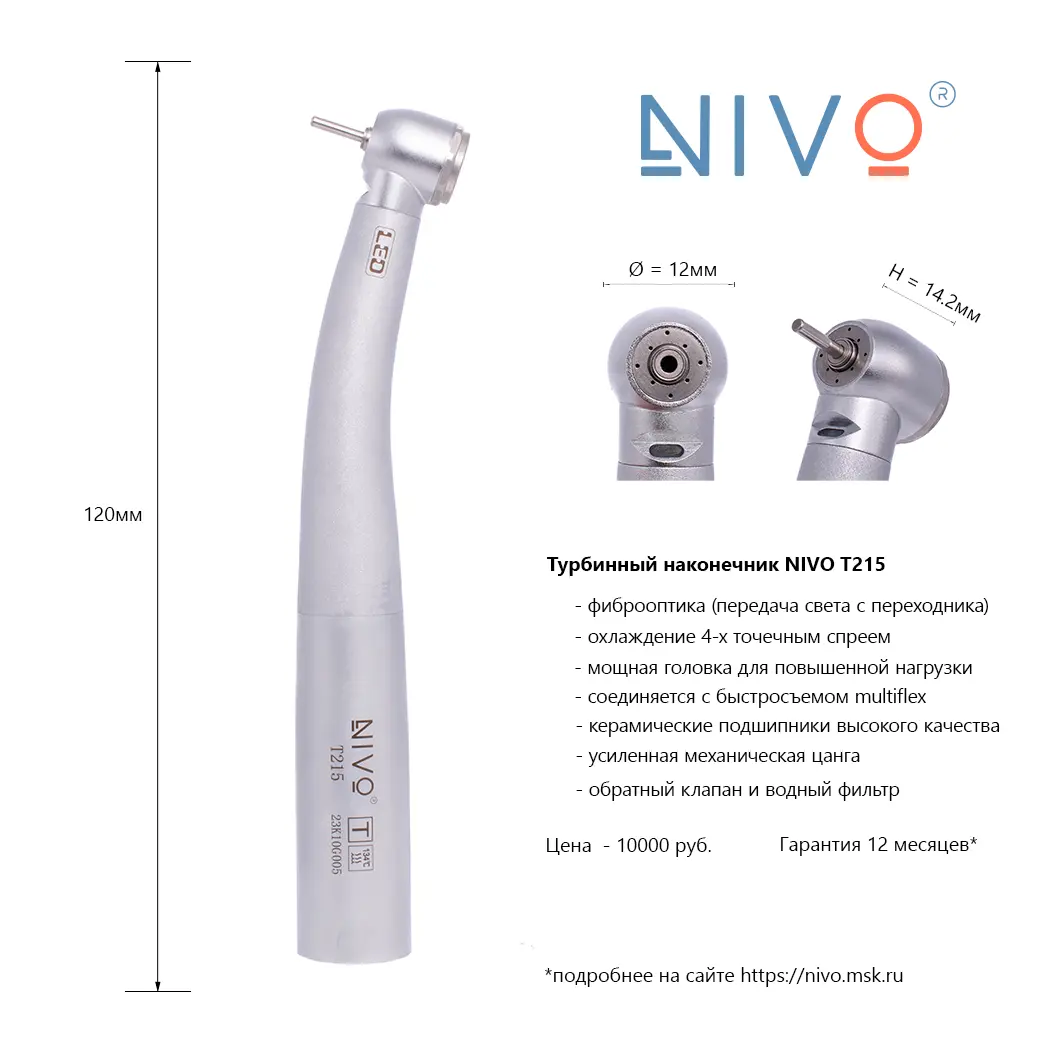 NIVO®
Ø = 12мм
H = 14.2мм
LED
120мм
NIVO®
T215
T
134°C
23K10G005
Турбинный наконечник NIVO T215
- фиброоптика (передача света с переходника)
- охлаждение 4-х точечным спреем
- мощная головка для повышенной нагрузки
- соединяется с быстросъемом multiflex
- керамические подшипники высокого качества
- усиленная механическая цанга
- обратный клапан и водный фильтр
Цена - 10000 руб.
Гарантия 12 месяцев*
*подробнее на сайте https://nivo.msk.ru